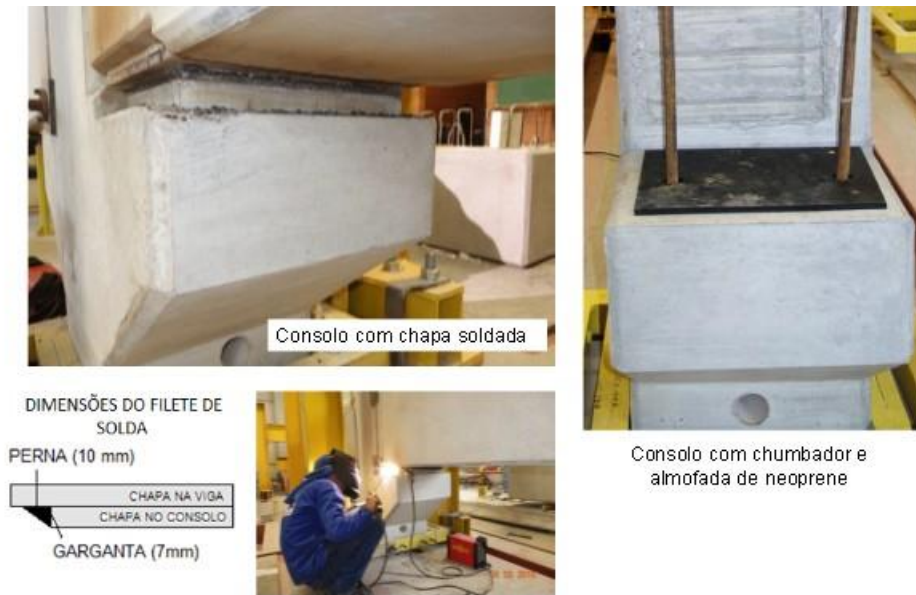 Consolo com chapa soldada
DIMENSÕES DO FILETE DE
SOLDA
PERNA (10 mm)
CHAPA NA VIGA
CHAPA NO CONSOLO
GARGANTA (7mm)
Consolo com chumbador e
almofada de neoprene